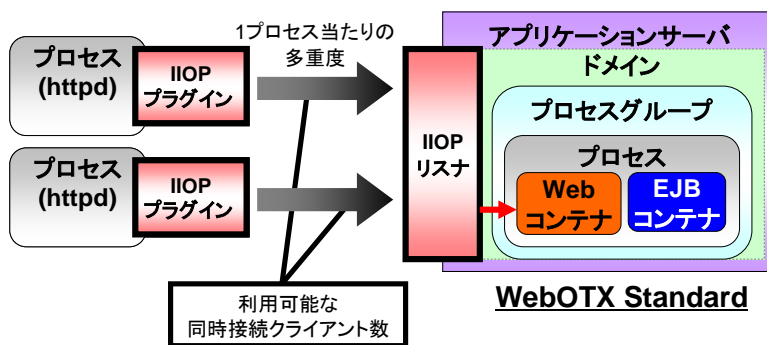 1プロセス当たりの
多重度
プロセス
(httpd)
IIOP
プラグイン
プロセス
(httpd)
IIOP
プラグイン
利用可能な
同時接続クライアント数
IIOP
リスナ
アプリケーションサーバ
ドメイン
プロセスグループ
プロセス
Web
コンテナ
EJB
コンテナ
WebOTX Standard